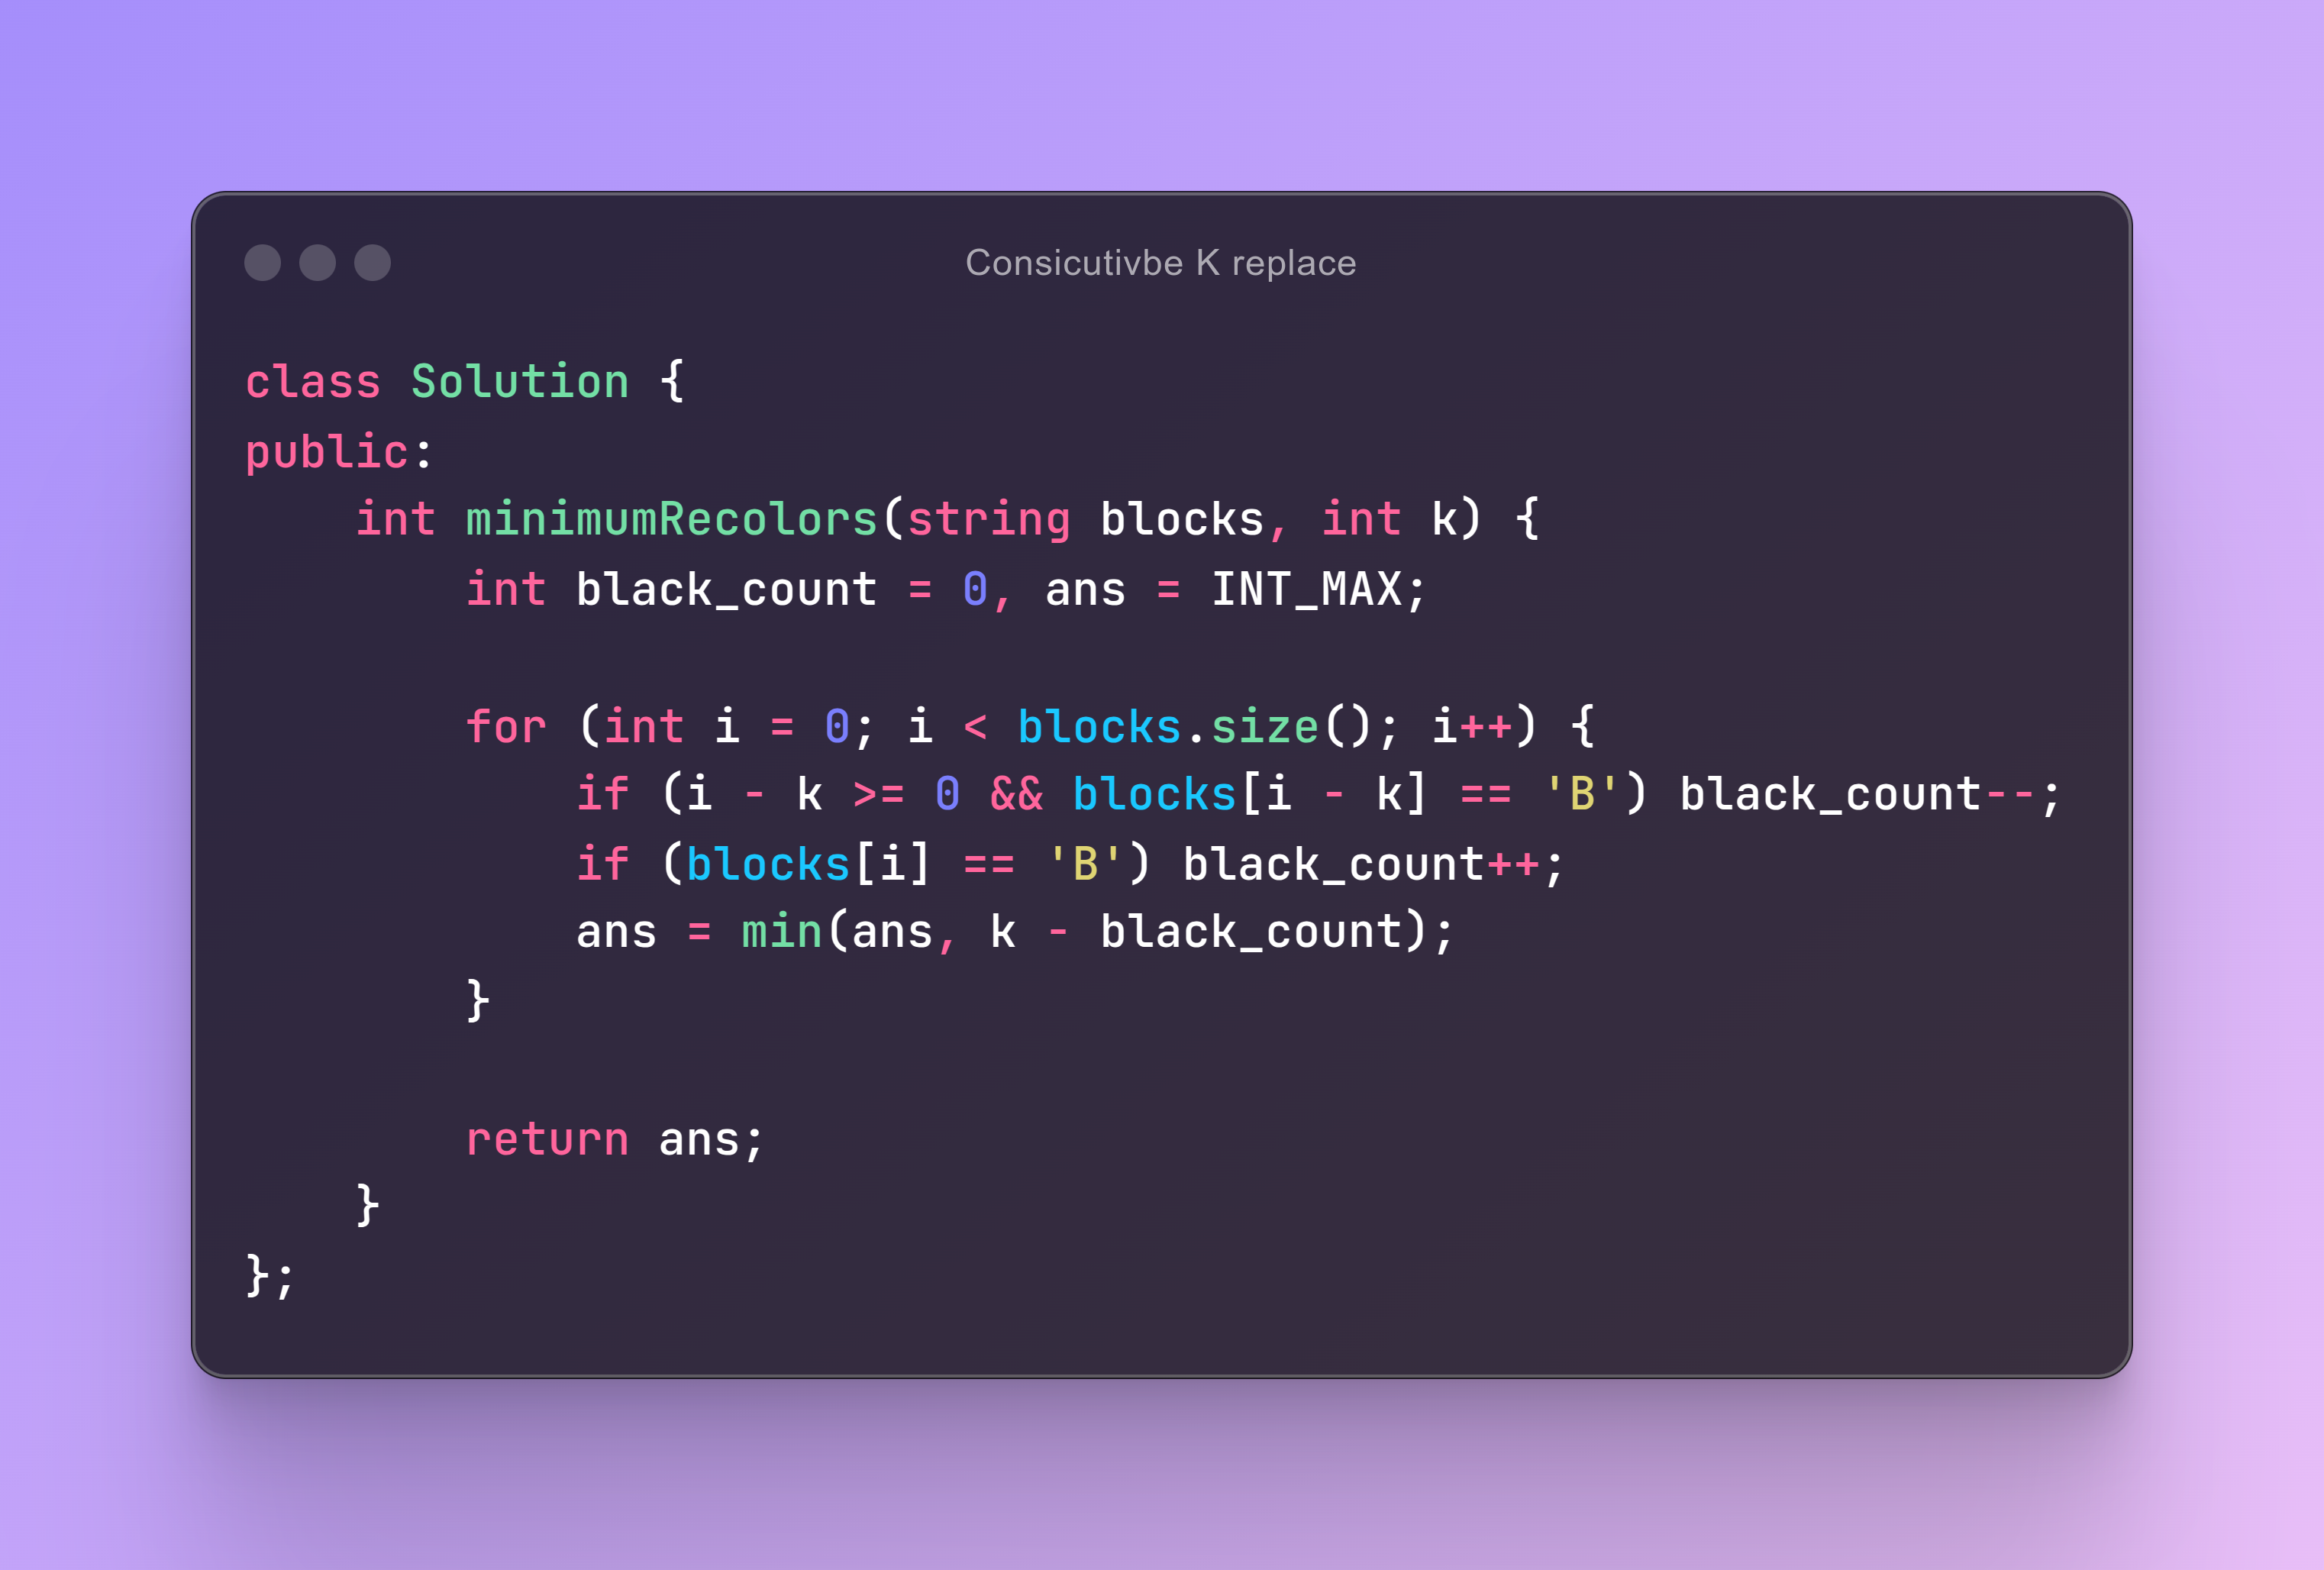 Consicutivbe K replace
class Solution {
public:
    int minimumRecolors(string blocks, int k) {
        int black_count = 0, ans = INT_MAX;

        for (int i = 0; i < blocks.size(); i++) {
            if (i - k >= 0 && blocks[i - k] == 'B') black_count--;
            if (blocks[i] == 'B') black_count++;
            ans = min(ans, k - black_count);
        }

        return ans;
    }
};